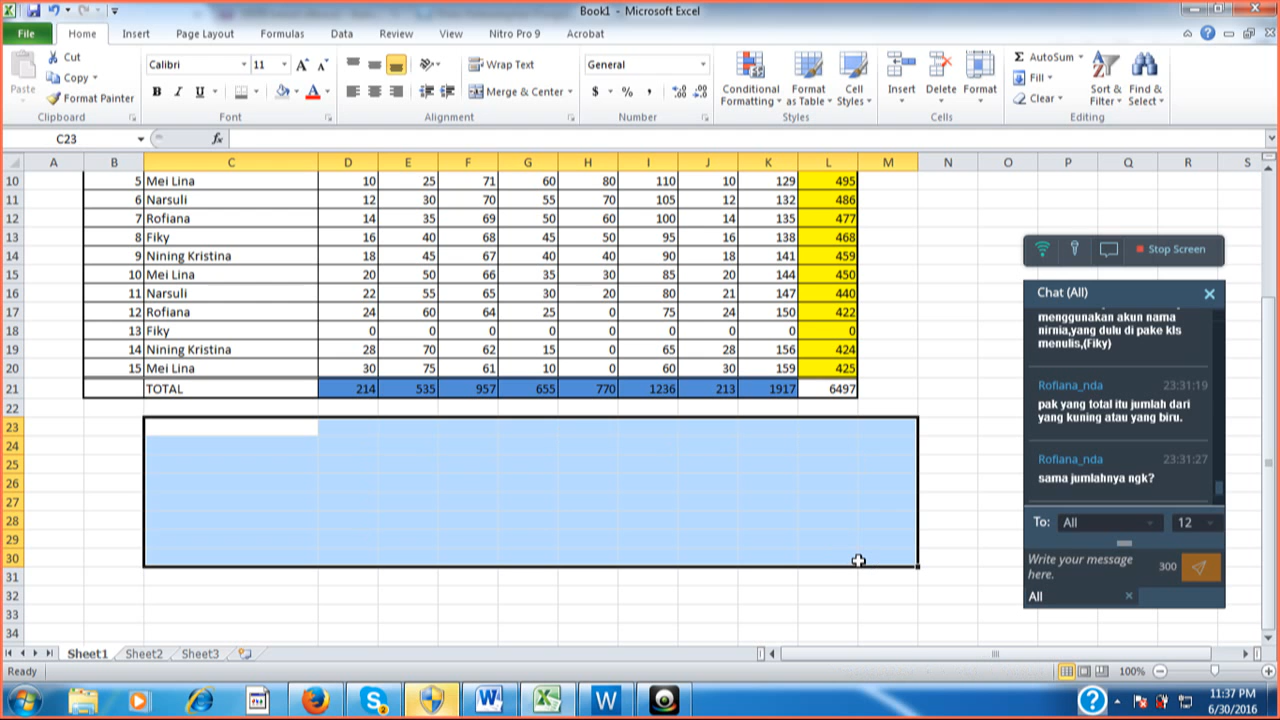 Book1 - Microsoft Excel
File Home Insert Page Layout Formulas Data Review View Nitro Pro 9 Acrobat
Paste Cut Copy Format Painter Clipboard
Calibri 11 B I U A Font
Wrap Text Merge & Center Alignment
General $ % , Number
Conditional Formatting Format as Table Cell Styles Styles
Insert Delete Format Cells
Σ AutoSum Fill Clear Sort & Filter Find & Select Editing
C23 fx
A B C D E F G H I J K L M N O P Q R S
10 5 Mei Lina 10 25 71 60 80 110 10 129 495
11 6 Narsuli 12 30 70 55 70 105 12 132 486
12 7 Rofiana 14 35 69 50 60 100 14 135 477
13 8 Fiky 16 40 68 45 50 95 16 138 468
14 9 Nining Kristina 18 45 67 40 40 90 18 141 459
15 10 Mei Lina 20 50 66 35 30 85 20 144 450
16 11 Narsuli 22 55 65 30 20 80 21 147 440
17 12 Rofiana 24 60 64 25 0 75 24 150 422
18 13 Fiky 0 0 0 0 0 0 0 0 0
19 14 Nining Kristina 28 70 62 15 0 65 28 156 424
20 15 Mei Lina 30 75 61 10 0 60 30 159 425
21 TOTAL 214 535 957 655 770 1236 213 1917 6497
22
23
24
25
26
27
28
29
30
31
32
33
34
Stop Screen
Chat (All)
menggunakan akun nama
nirnia,yang dulu di pake kls
menulis,(Fiky)
Rofiana_nda 23:31:19
pak yang total itu jumlah dari
yang kuning atau yang biru.
Rofiana_nda 23:31:27
sama jumlahnya ngk?
To: All 12
Write your message
here. 300
All
Sheet1 Sheet2 Sheet3
Ready 100%
11:37 PM
6/30/2016